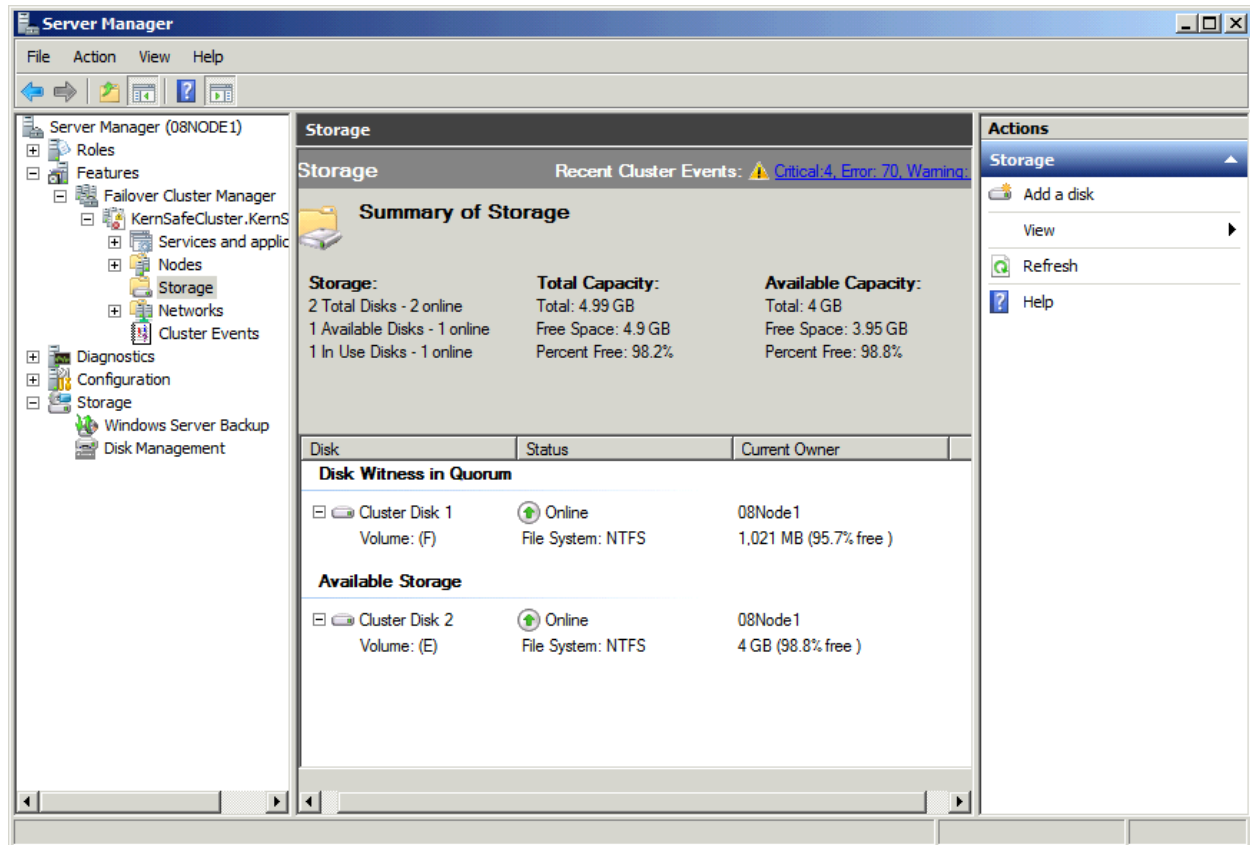 Server Manager
File Action View Help
Server Manager (08NODE1)
Roles
Features
Failover Cluster Manager
KernSafeCluster.KernS
Services and applic
Nodes
Storage
Networks
Cluster Events
Diagnostics
Configuration
Storage
Windows Server Backup
Disk Management
Storage
Storage Recent Cluster Events: Critical:4, Error: 70, Warning:
Summary of Storage
Storage: Total Capacity: Available Capacity:
2 Total Disks - 2 online Total: 4.99 GB Total: 4 GB
1 Available Disks - 1 online Free Space: 4.9 GB Free Space: 3.95 GB
1 In Use Disks - 1 online Percent Free: 98.2% Percent Free: 98.8%
Disk Status Current Owner
Disk Witness in Quorum
Cluster Disk 1 Online 08Node1
Volume: (F) File System: NTFS 1,021 MB (95.7% free )
Available Storage
Cluster Disk 2 Online 08Node1
Volume: (E) File System: NTFS 4 GB (98.8% free )
Actions
Storage
Add a disk
View
Refresh
Help